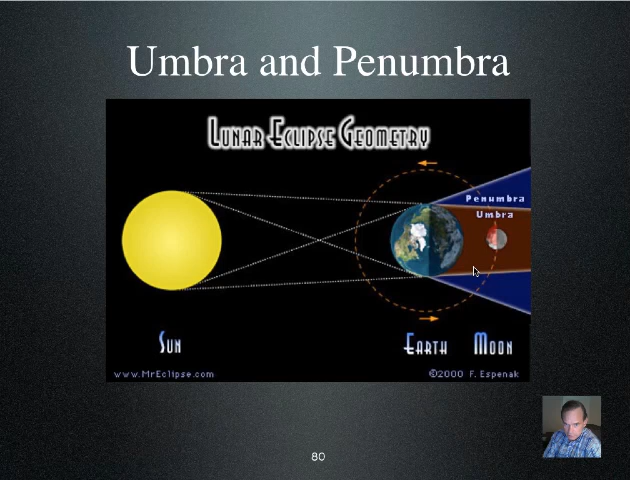 Umbra and Penumbra
Lunar Eclipse Geometry
Penumbra
Umbra
Sun
Earth
Moon
www.MrEclipse.com
©2000 F. Espenak
80